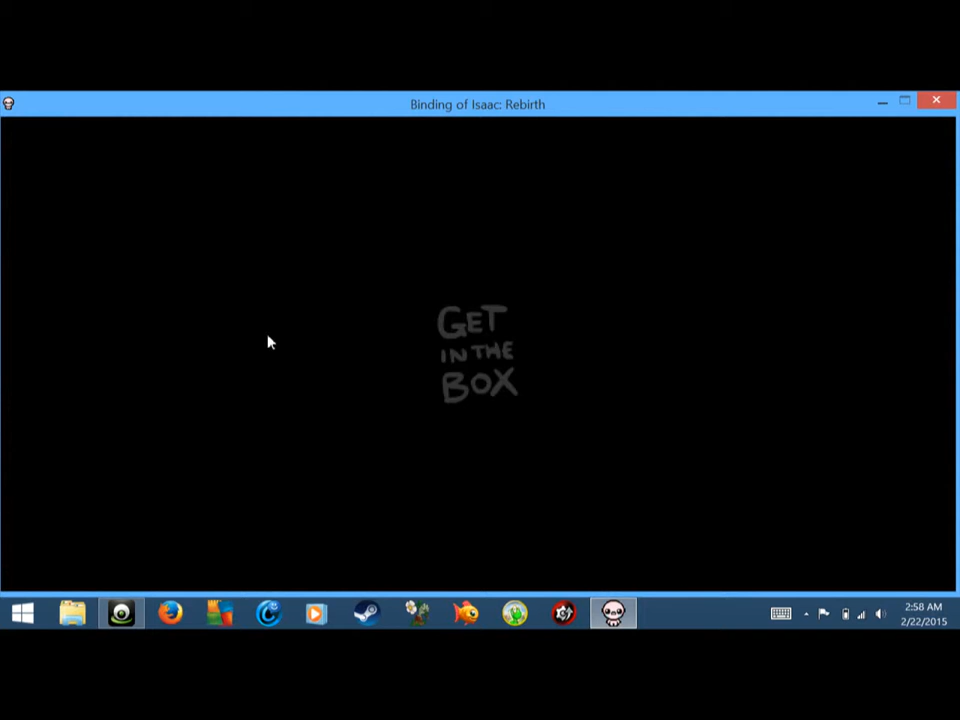 Binding of Isaac: Rebirth
GET
IN THE
BOX
2:58 AM
2/22/2015